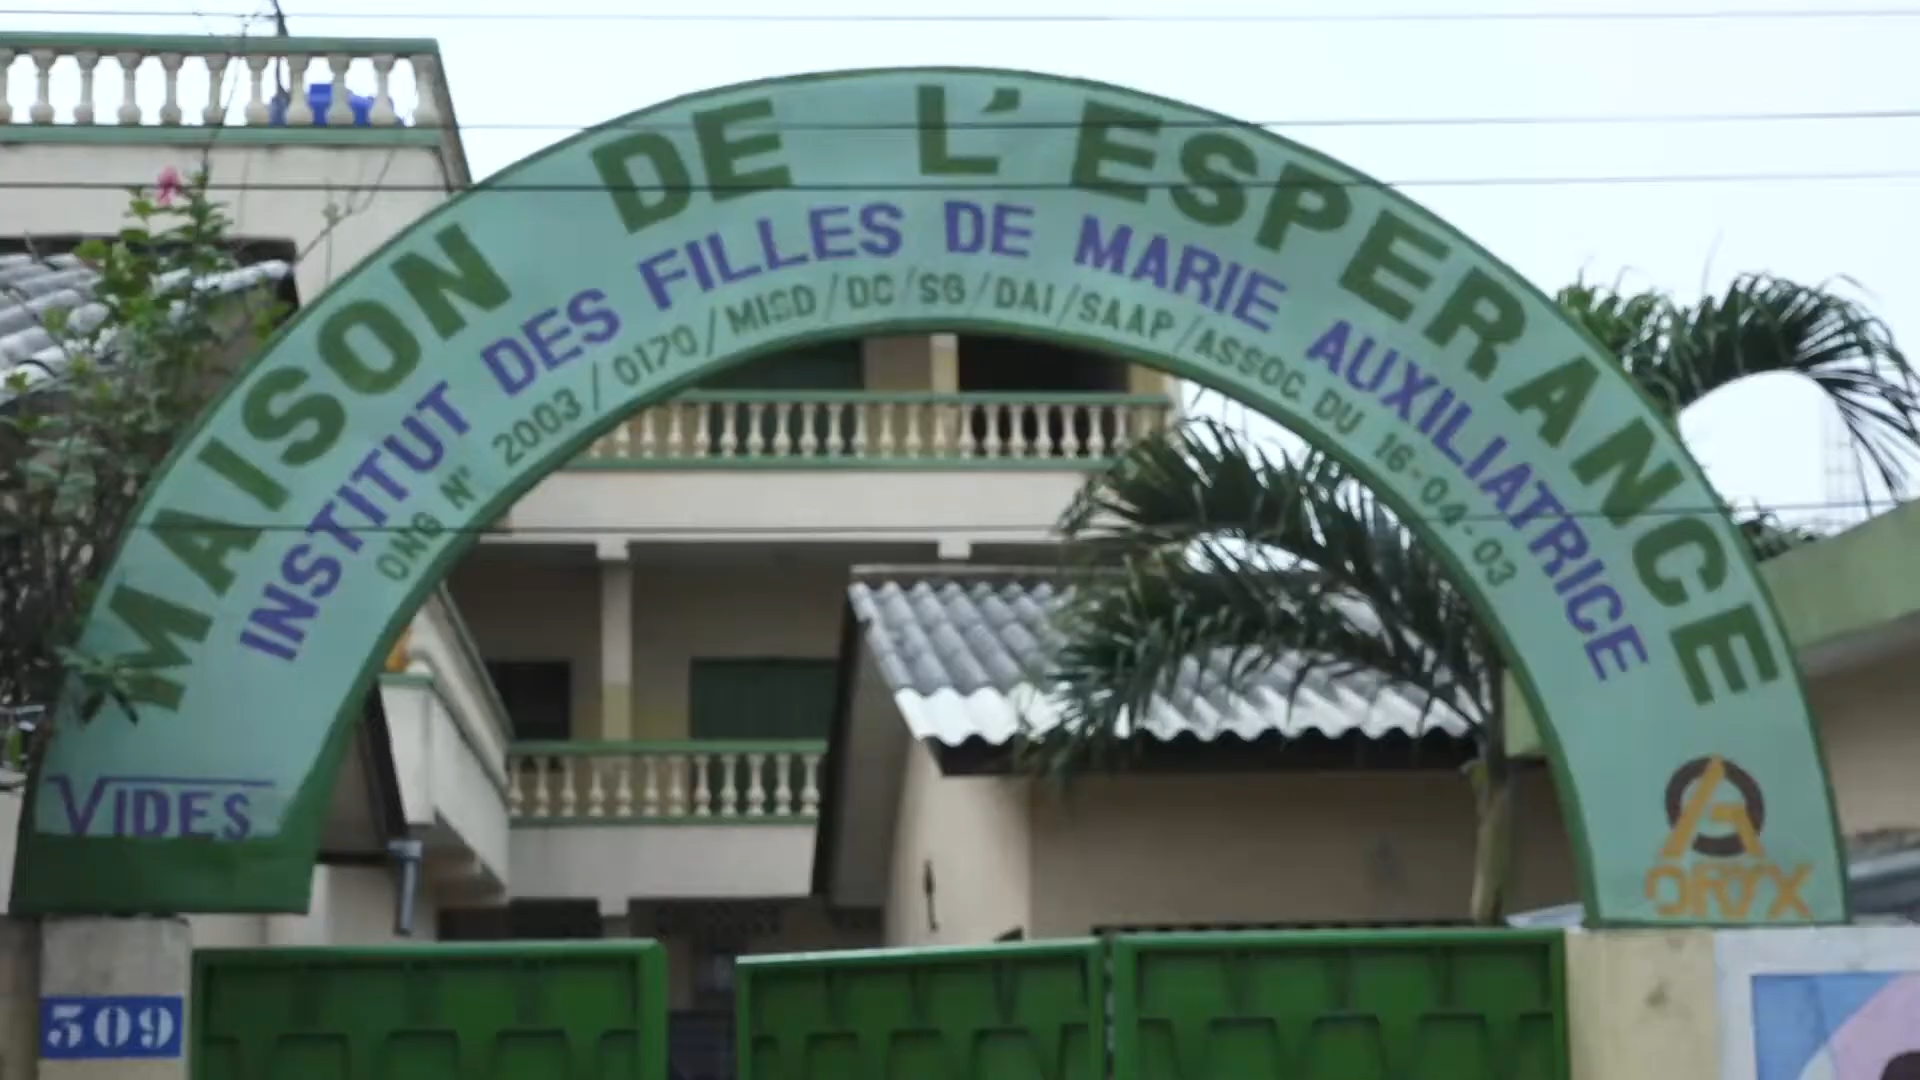 MAISON DE L'ESPERANCE
INSTITUT DES FILLES DE MARIE AUXILIATRICE
ONG N° 2003/0170/MISD/DC/SG/DAI/SAAP/ASSOC DU 16-04-03
VIDES
ORYX
309